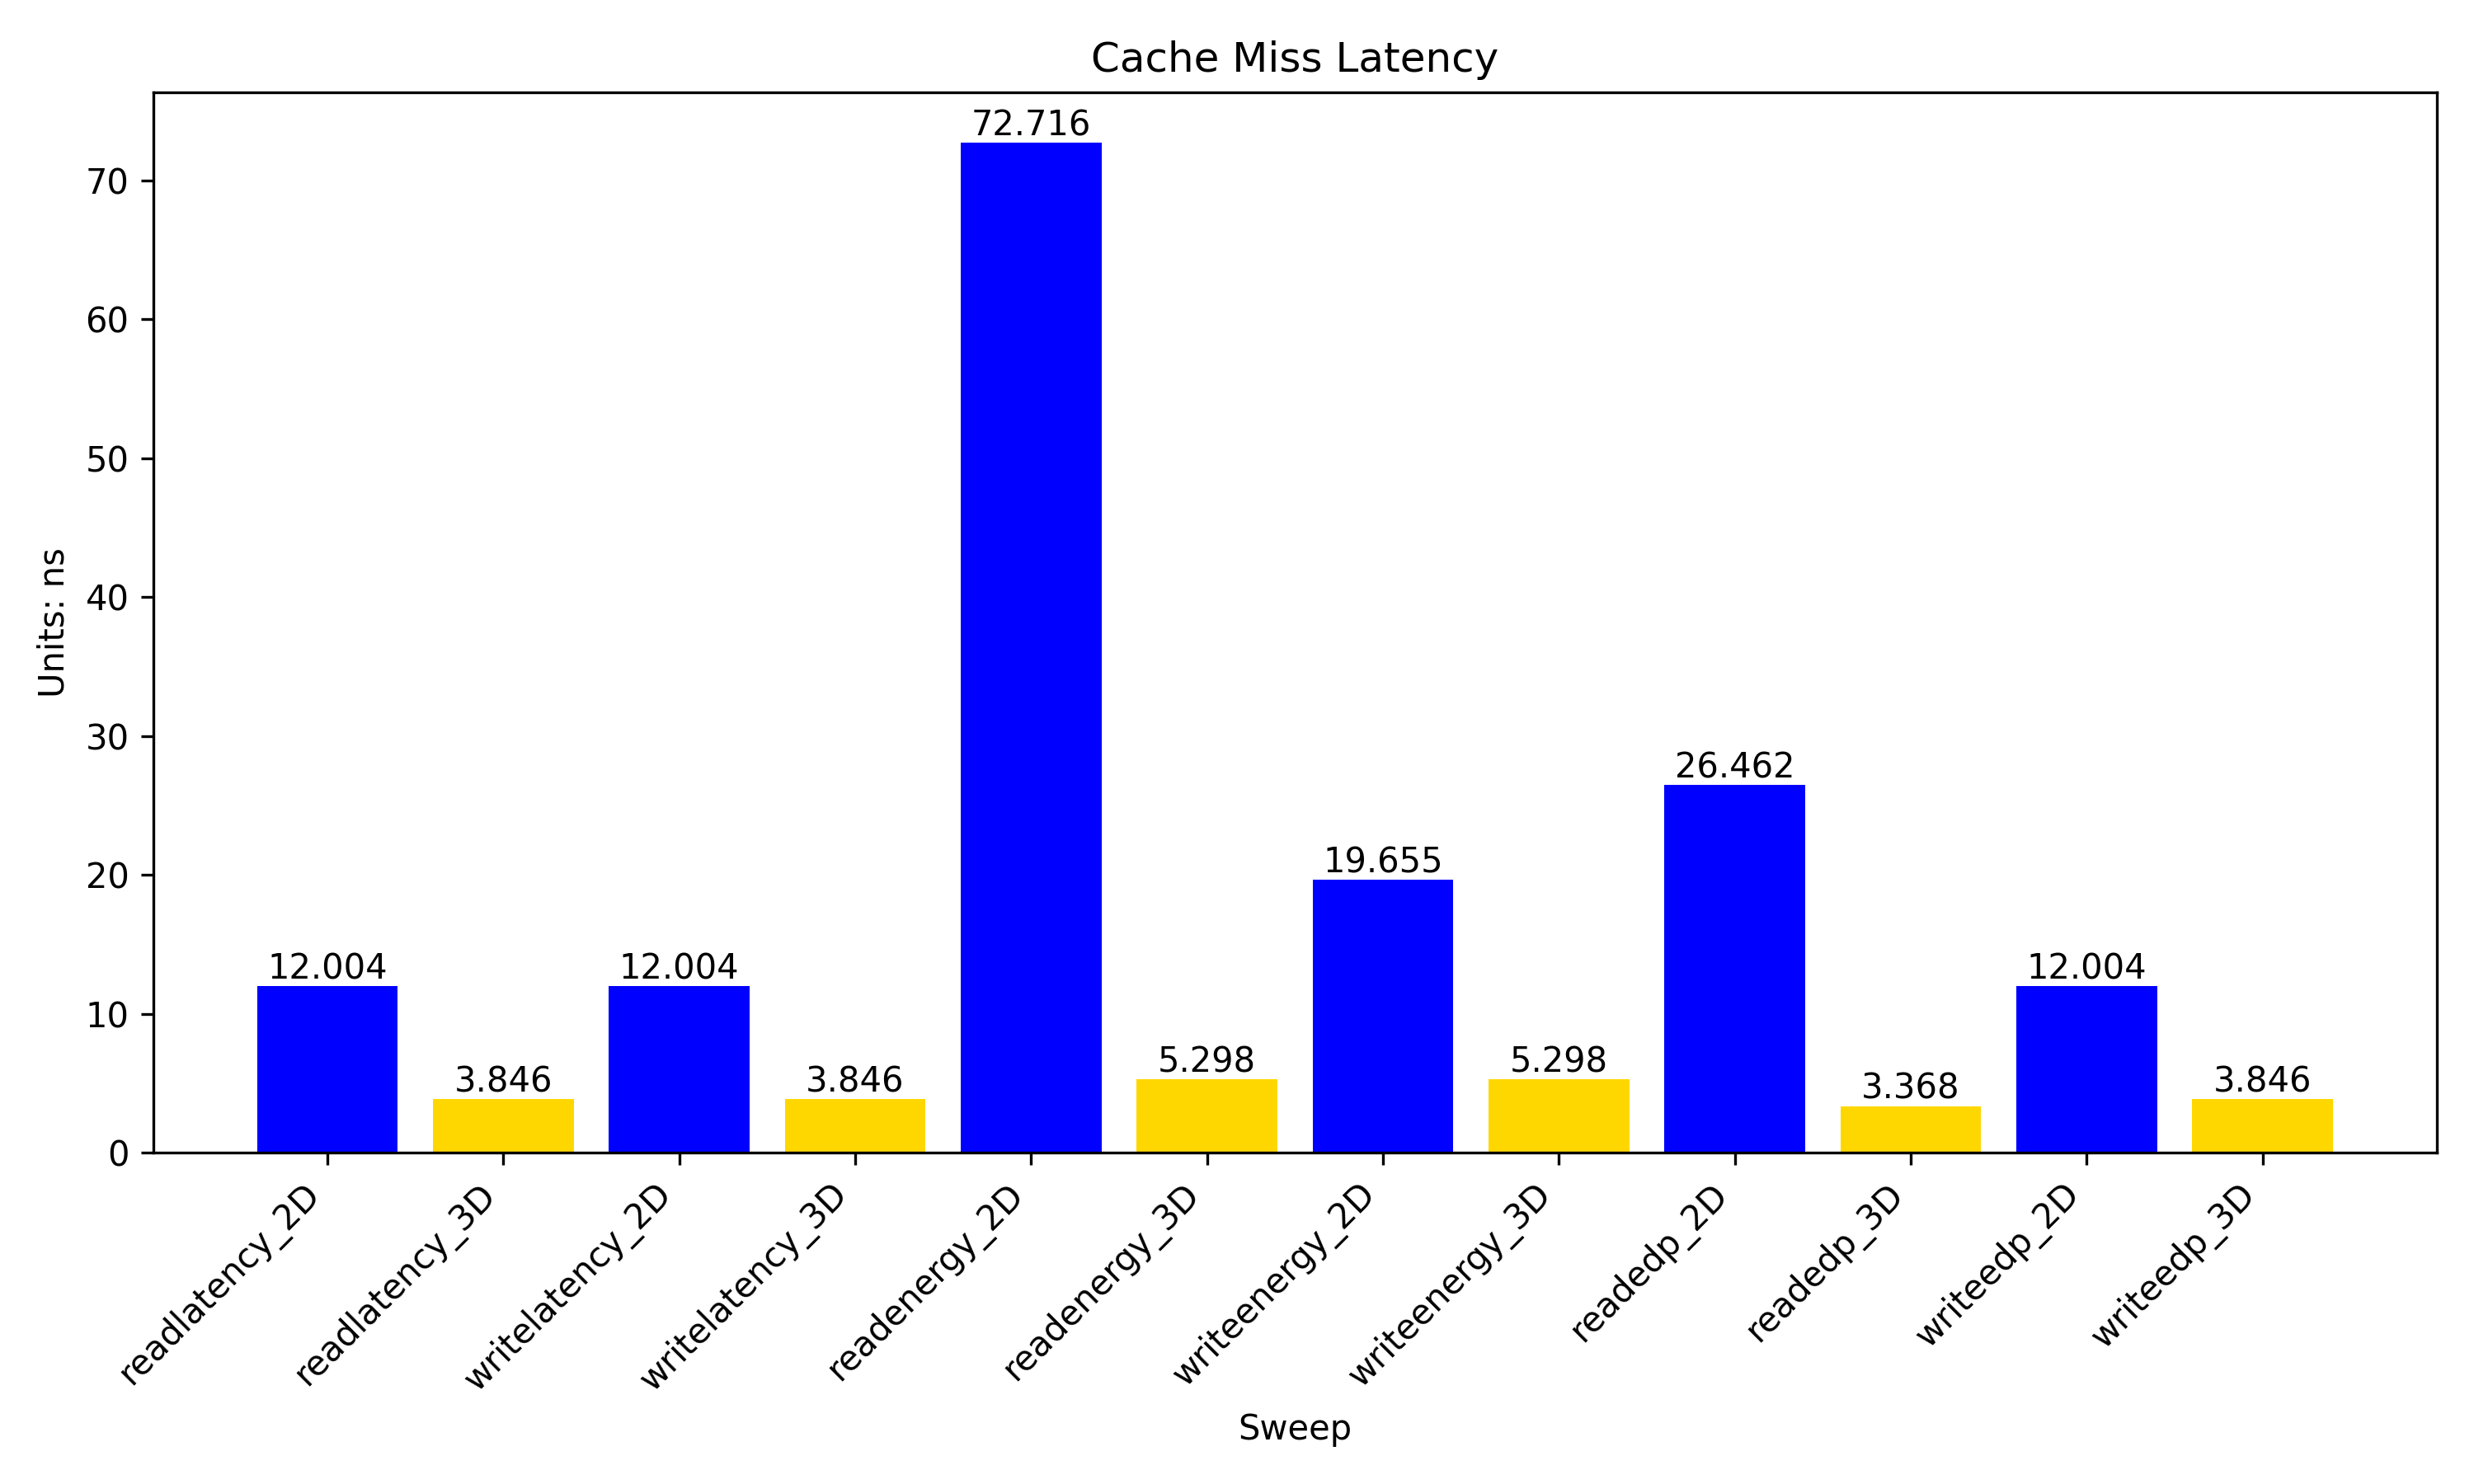 Cache Miss Latency
Units: ns
70
60
50
40
30
20
10
0
12.004
3.846
12.004
3.846
72.716
5.298
19.655
5.298
26.462
3.368
12.004
3.846
readlatency_2D
readlatency_3D
writelatency_2D
writelatency_3D
readenergy_2D
readenergy_3D
writeenergy_2D
writeenergy_3D
readedp_2D
readedp_3D
writeedp_2D
writeedp_3D
Sweep